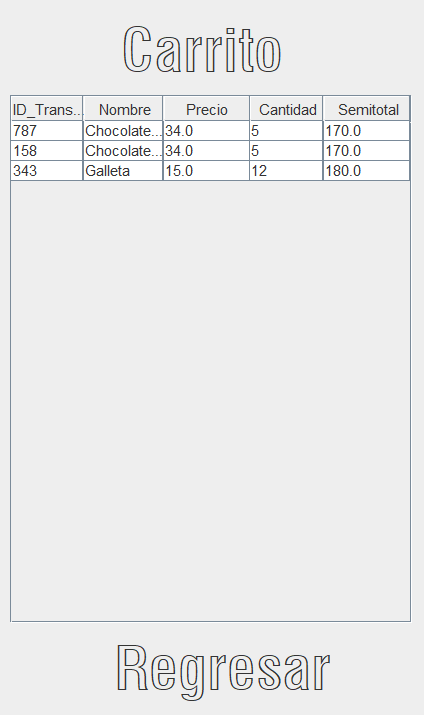 Carrito
ID_Trans... Nombre Precio Cantidad Semitotal
787 Chocolate... 34.0 5 170.0
158 Chocolate... 34.0 5 170.0
343 Galleta 15.0 12 180.0
Regresar